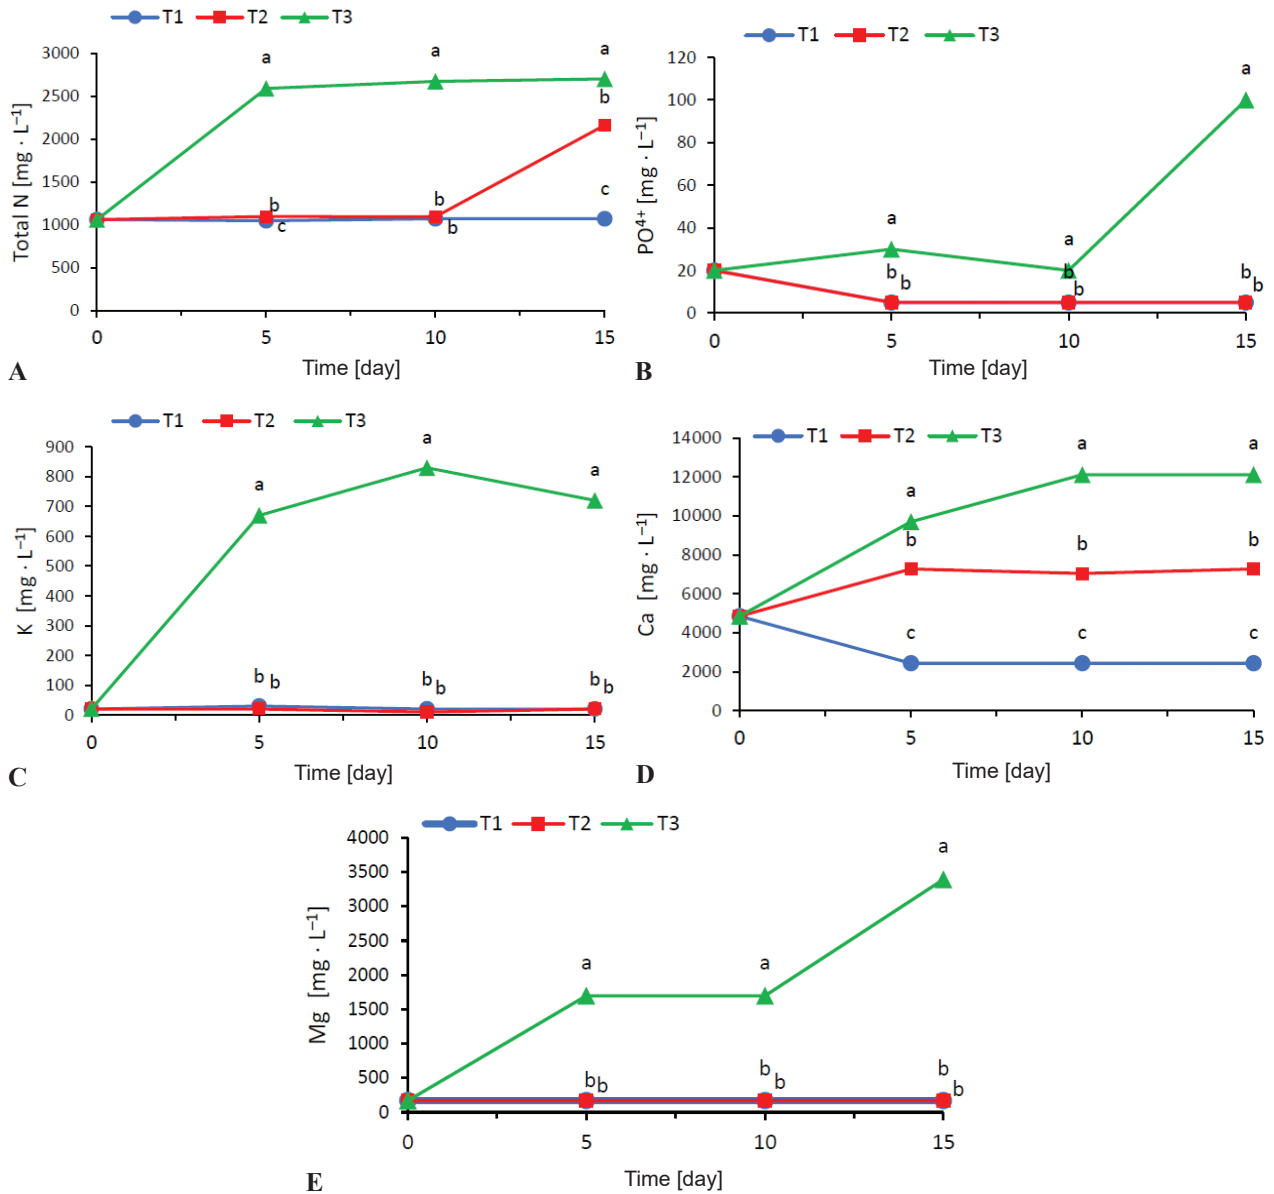 T1 T2 T3
Total N [mg · L⁻¹]
3000
2500
2000
1500
1000
500
0
a a a
b
b b c
c b
0 5 10 15
Time [day]
A
T1 T2 T3
PO⁴⁺ [mg · L⁻¹]
120
100
80
60
40
20
0
a a a
b b b
b b b
0 5 10 15
Time [day]
B
T1 T2 T3
K [mg · L⁻¹]
900
800
700
600
500
400
300
200
100
0
a a a
b b b b b b
0 5 10 15
Time [day]
C
T1 T2 T3
Ca [mg · L⁻¹]
14000
12000
10000
8000
6000
4000
2000
0
a a a
b b b
c c c
0 5 10 15
Time [day]
D
T1 T2 T3
Mg [mg · L⁻¹]
4000
3500
3000
2500
2000
1500
1000
500
0
a a a
b b b b b b
0 5 10 15
Time [day]
E